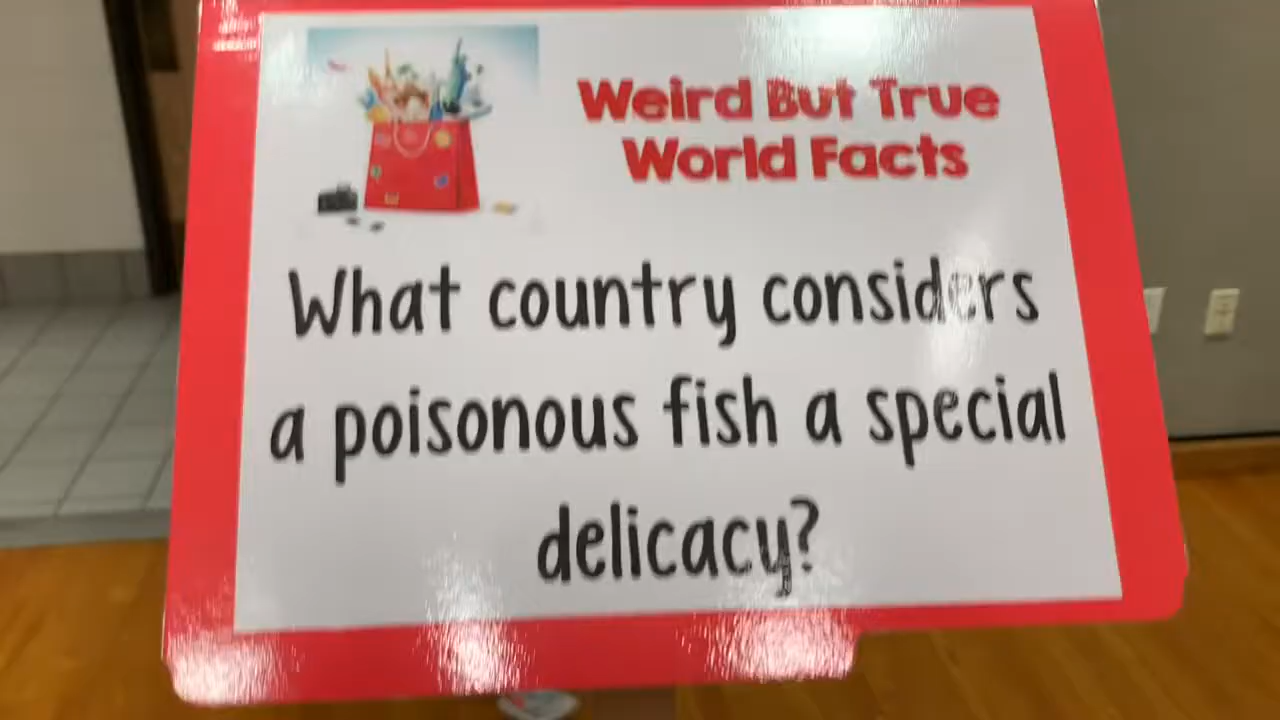 Weird But True
World Facts
What country considers
a poisonous fish a special
delicacy?